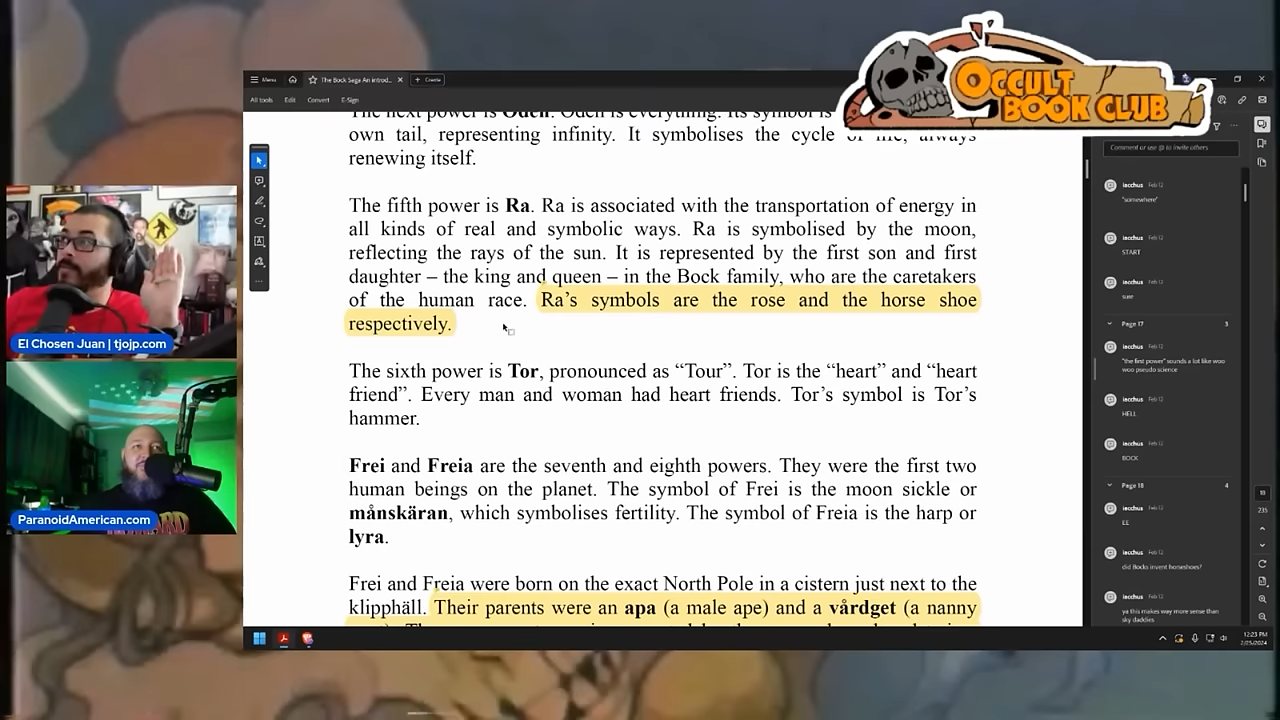 OCCULT
BOOK CLUB
Menu
The Bock Saga An introd...
Create
All tools
Edit
Convert
E-Sign
own tail, representing infinity. It symbolises the cycle of life, always
renewing itself.
The fifth power is Ra. Ra is associated with the transportation of energy in
all kinds of real and symbolic ways. Ra is symbolised by the moon,
reflecting the rays of the sun. It is represented by the first son and first
daughter – the king and queen – in the Bock family, who are the caretakers
of the human race. Ra’s symbols are the rose and the horse shoe
respectively.
The sixth power is Tor, pronounced as “Tour”. Tor is the “heart” and “heart
friend”. Every man and woman had heart friends. Tor’s symbol is Tor’s
hammer.
Frei and Freia are the seventh and eighth powers. They were the first two
human beings on the planet. The symbol of Frei is the moon sickle or
månskäran, which symbolises fertility. The symbol of Freia is the harp or
lyra.
Frei and Freia were born on the exact North Pole in a cistern just next to the
klipphäll. Their parents were an apa (a male ape) and a vårdget (a nanny
Comment or use @ to invite others
iacchus Feb 12
"somewhere"
iacchus Feb 12
START
iacchus Feb 12
sure
Page 17 3
iacchus Feb 12
"the first power" sounds a lot like woo
woo pseudo science
iacchus Feb 12
HELL
iacchus Feb 12
BOCK
Page 18 4
iacchus Feb 12
EE
iacchus Feb 12
did Bocks invent horseshoes?
iacchus Feb 12
ya this makes way more sense than
sky daddies
18
235
El Chosen Juan | tjojp.com
ParanoidAmerican.com
12:23 PM
2/25/2024